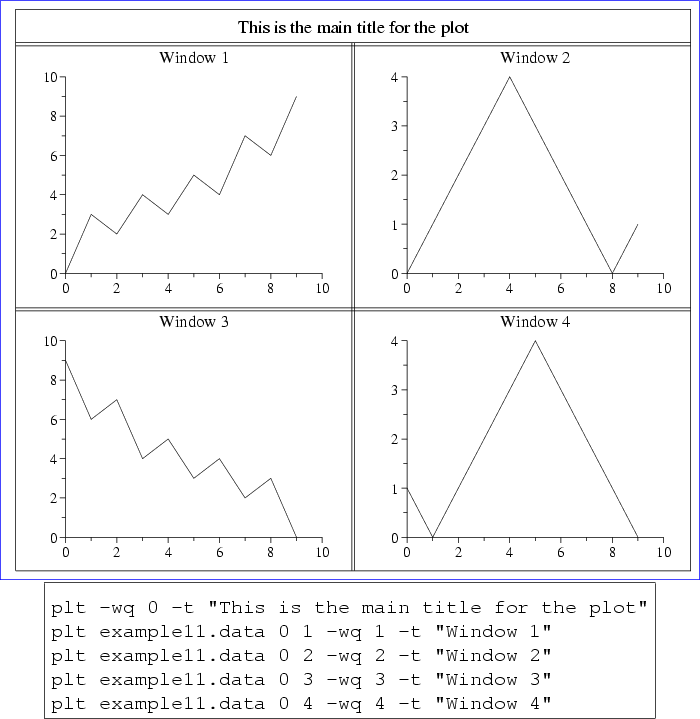 This is the main title for the plot
Window 1
10
8
6
4
2
0
0 2 4 6 8 10
Window 2
4
3
2
1
0
0 2 4 6 8 10
Window 3
10
8
6
4
2
0
0 2 4 6 8 10
Window 4
4
3
2
1
0
0 2 4 6 8 10
plt -wq 0 -t "This is the main title for the plot"
plt example11.data 0 1 -wq 1 -t "Window 1"
plt example11.data 0 2 -wq 2 -t "Window 2"
plt example11.data 0 3 -wq 3 -t "Window 3"
plt example11.data 0 4 -wq 4 -t "Window 4"